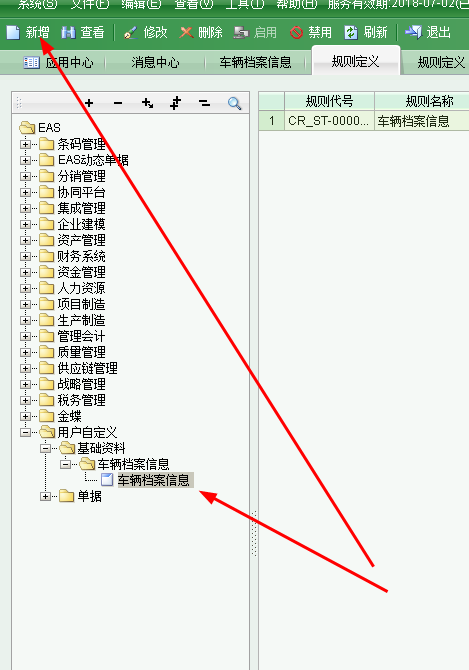 系统(S) 文件(F) 编辑(E) 查看(V) 工具(T) 帮助(H) 服务有效期:2018-07-02(已
新增 查看 修改 删除 启用 禁用 刷新 退出
应用中心 消息中心 车辆档案信息 规则定义 规则定义
规则代号 规则名称
1 CR_ST-0000... 车辆档案信息
EAS
条码管理
EAS动态单据
分销管理
协同平台
集成管理
企业建模
资产管理
财务系统
资金管理
人力资源
项目制造
生产制造
管理会计
质量管理
供应链管理
战略管理
税务管理
金蝶
用户自定义
基础资料
车辆档案信息
车辆档案信息
单据